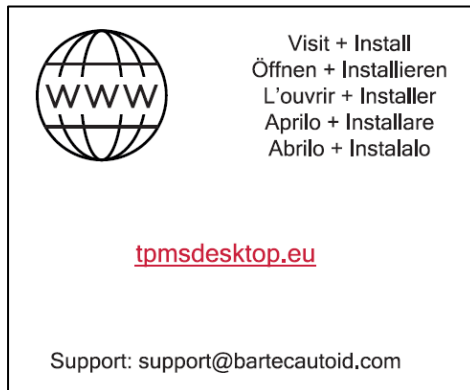 WWW
Visit + Install
Öffnen + Installieren
L'ouvrir + Installer
Aprilo + Installare
Abrilo + Instalalo
tpmsdesktop.eu
Support: support@bartecautoid.com